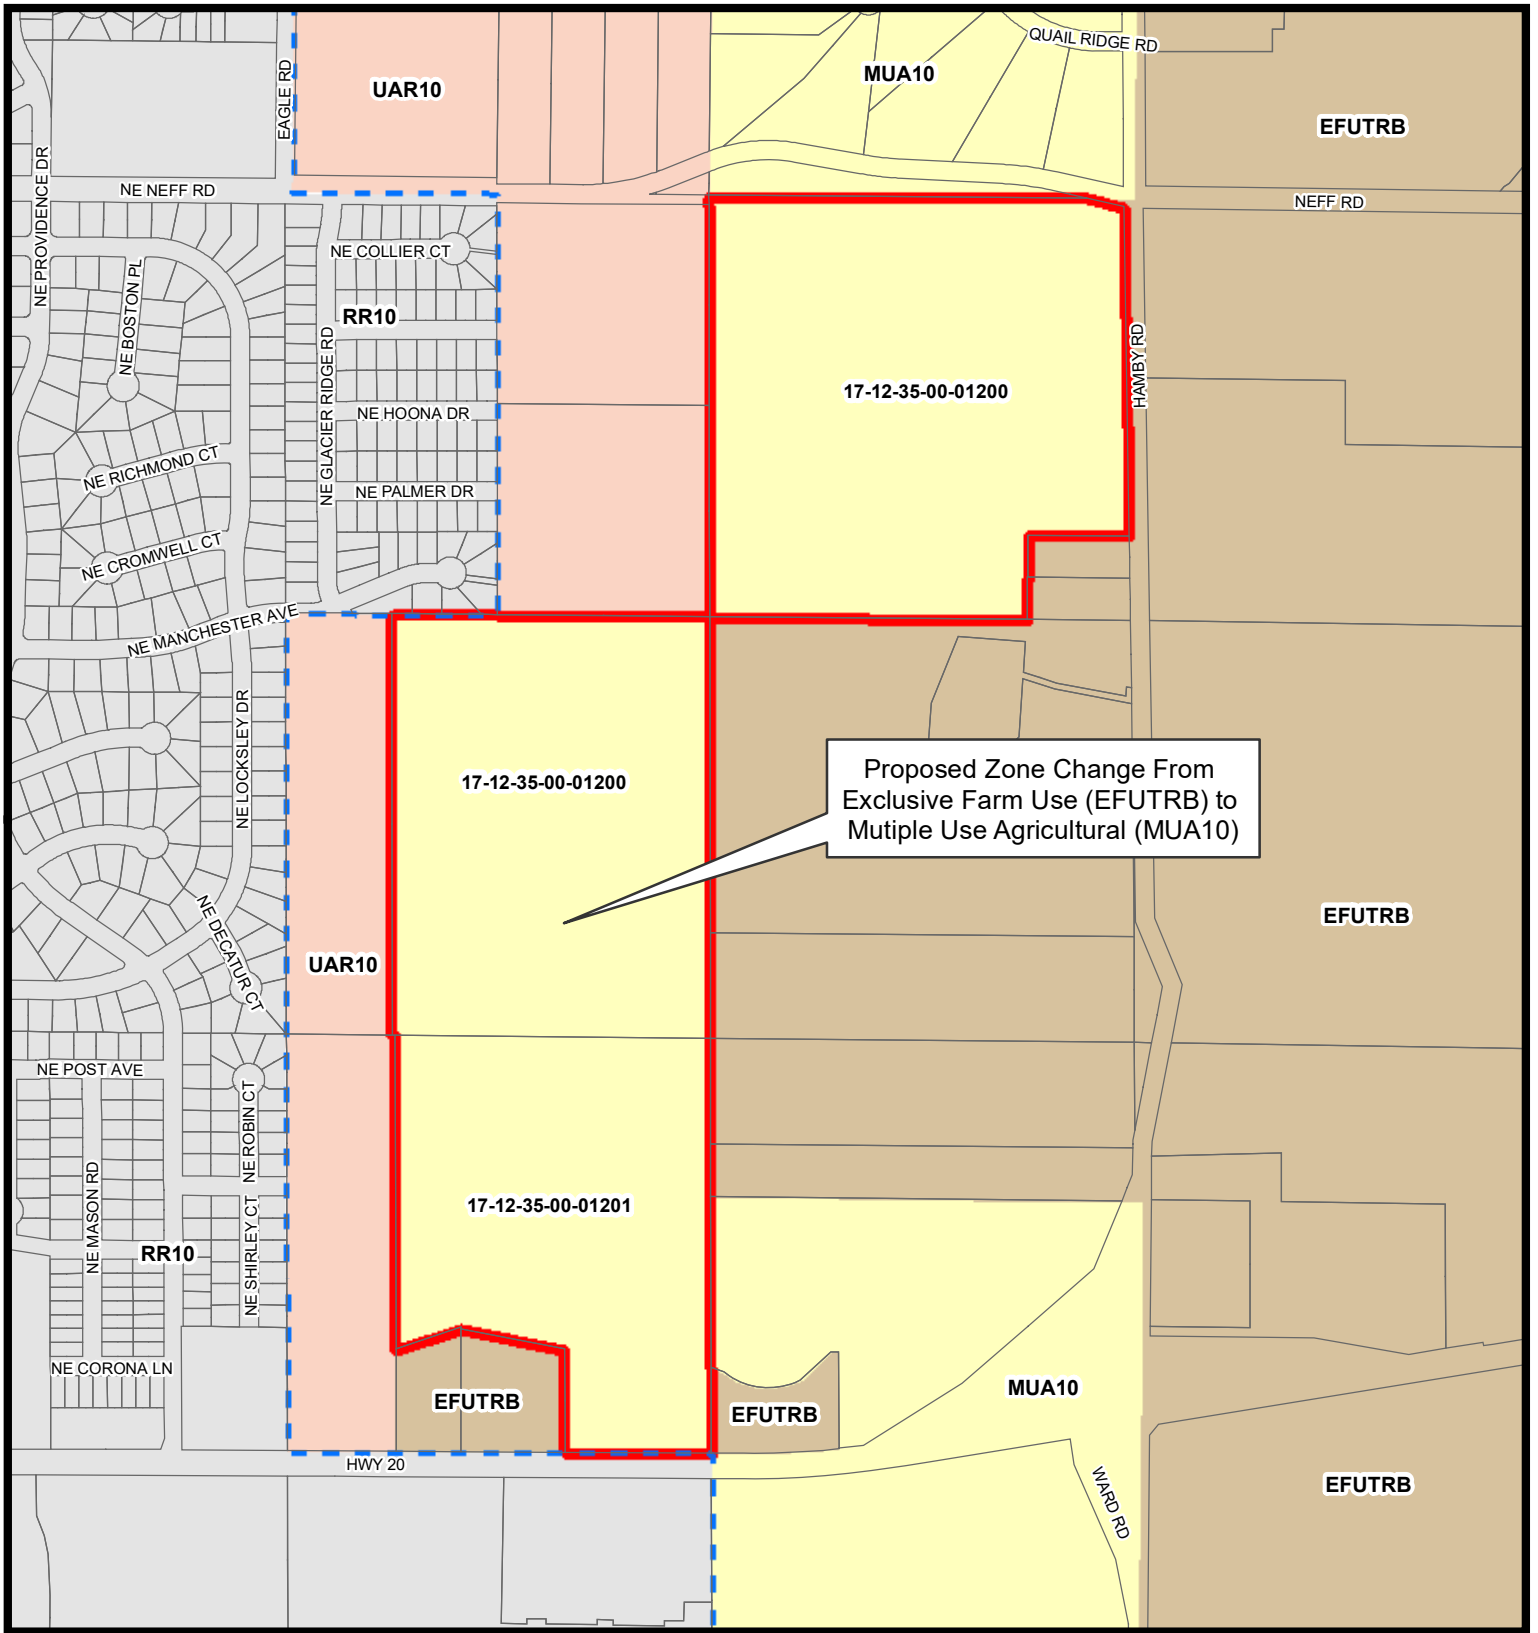 QUAIL RIDGE RD
EAGLE RD
UAR10
MUA10
EFUTRB
NE NEFF RD
NEFF RD
NE PROVIDENCE DR
NE COLLIER CT
NE BOSTON PL
RR10
NE GLACIER RIDGE RD
HAMBY RD
17-12-35-00-01200
NE HOONA DR
NE RICHMOND CT
NE PALMER DR
NE CROMWELL CT
NE MANCHESTER AVE
NE LOCKSLEY DR
17-12-35-00-01200
Proposed Zone Change From
Exclusive Farm Use (EFUTRB) to
Mutiple Use Agricultural (MUA10)
EFUTRB
NE DECATUR CT
UAR10
NE POST AVE
NE ROBIN CT
NE MASON RD
NE SHIRLEY CT
17-12-35-00-01201
RR10
NE CORONA LN
EFUTRB
EFUTRB
MUA10
HWY 20
WARD RD
EFUTRB